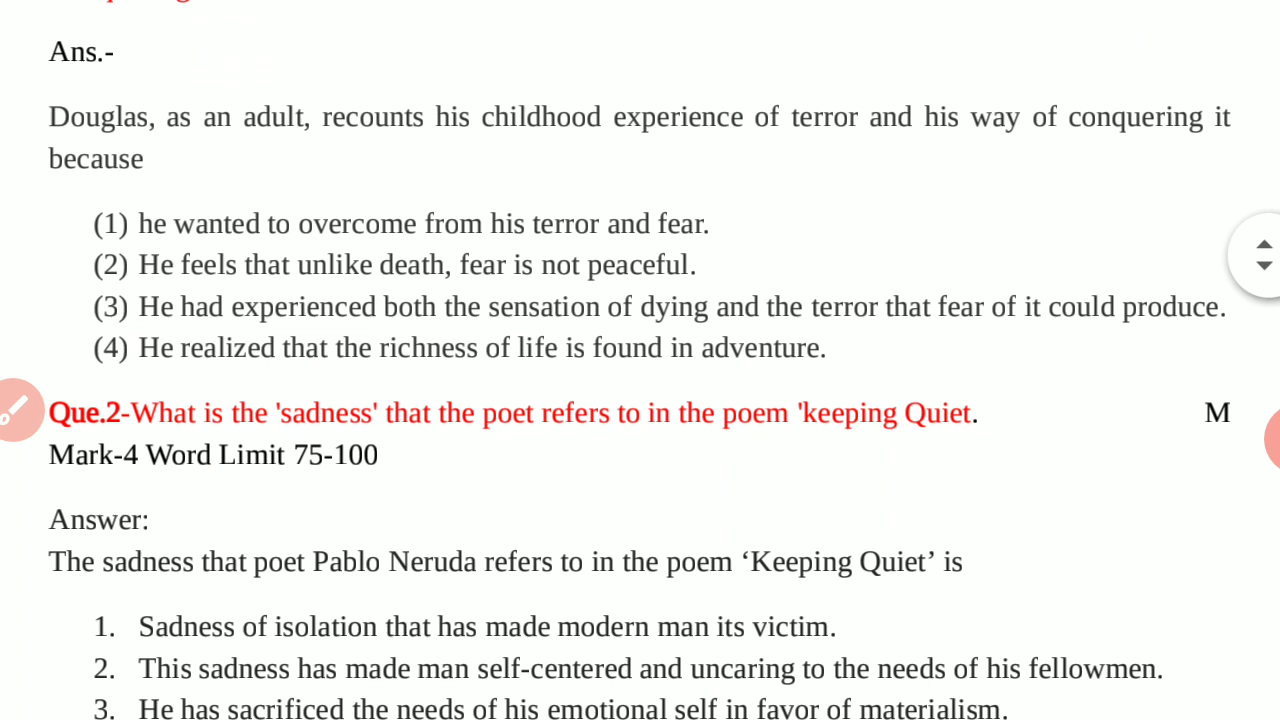 Ans.-
Douglas, as an adult, recounts his childhood experience of terror and his way of conquering it
because
(1) he wanted to overcome from his terror and fear.
(2) He feels that unlike death, fear is not peaceful.
(3) He had experienced both the sensation of dying and the terror that fear of it could produce.
(4) He realized that the richness of life is found in adventure.
Que.2-What is the 'sadness' that the poet refers to in the poem 'keeping Quiet. M
Mark-4 Word Limit 75-100
Answer:
The sadness that poet Pablo Neruda refers to in the poem ‘Keeping Quiet’ is
1. Sadness of isolation that has made modern man its victim.
2. This sadness has made man self-centered and uncaring to the needs of his fellowmen.
3. He has sacrificed the needs of his emotional self in favor of materialism.